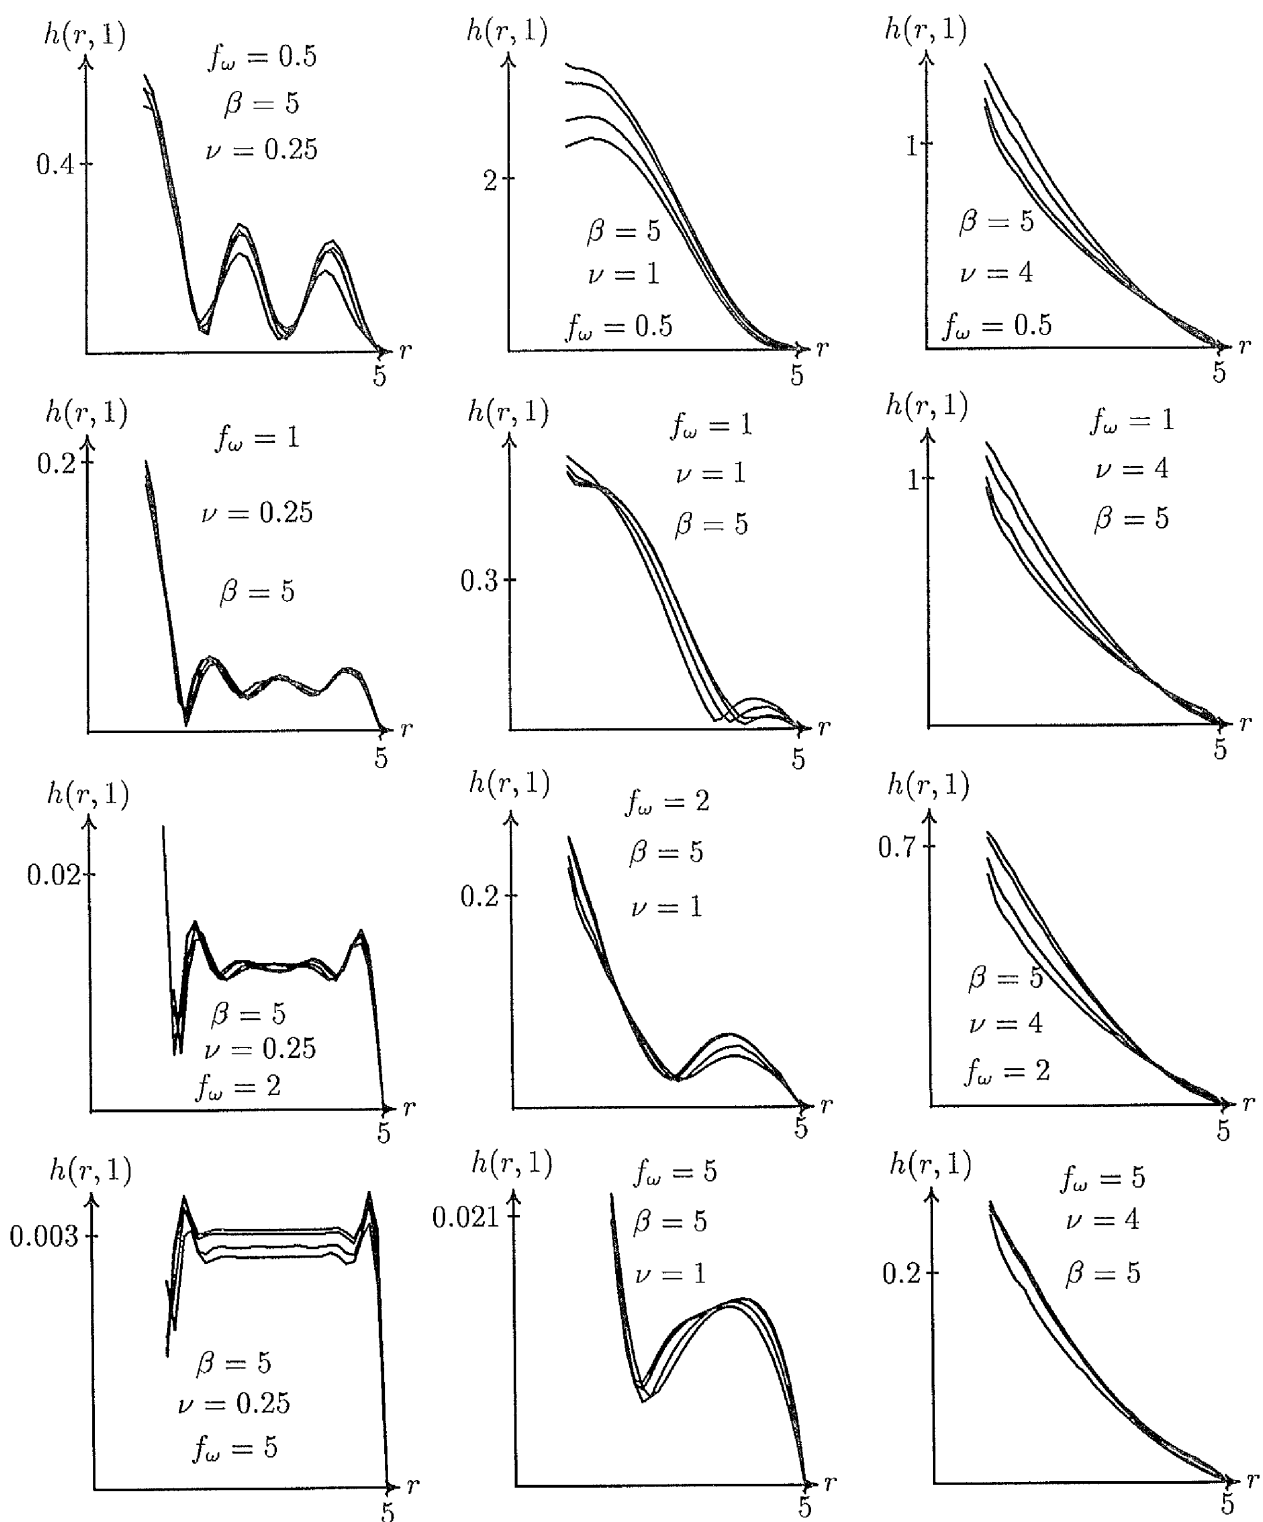 h(r, 1)
f_ω = 0.5
β = 5
ν = 0.25
0.4
r
5
h(r, 1)
2
β = 5
ν = 1
f_ω = 0.5
r
5
h(r, 1)
1
β = 5
ν = 4
f_ω = 0.5
r
5
h(r, 1)
f_ω = 1
0.2
ν = 0.25
β = 5
r
5
h(r, 1)
f_ω = 1
ν = 1
β = 5
0.3
r
5
h(r, 1)
f_ω = 1
ν = 4
1
β = 5
r
5
h(r, 1)
0.02
β = 5
ν = 0.25
f_ω = 2
r
5
h(r, 1)
f_ω = 2
β = 5
0.2
ν = 1
r
5
h(r, 1)
0.7
β = 5
ν = 4
f_ω = 2
r
5
h(r, 1)
0.003
β = 5
ν = 0.25
f_ω = 5
r
5
h(r, 1)
f_ω = 5
0.021
β = 5
ν = 1
r
5
h(r, 1)
f_ω = 5
ν = 4
0.2
β = 5
r
5